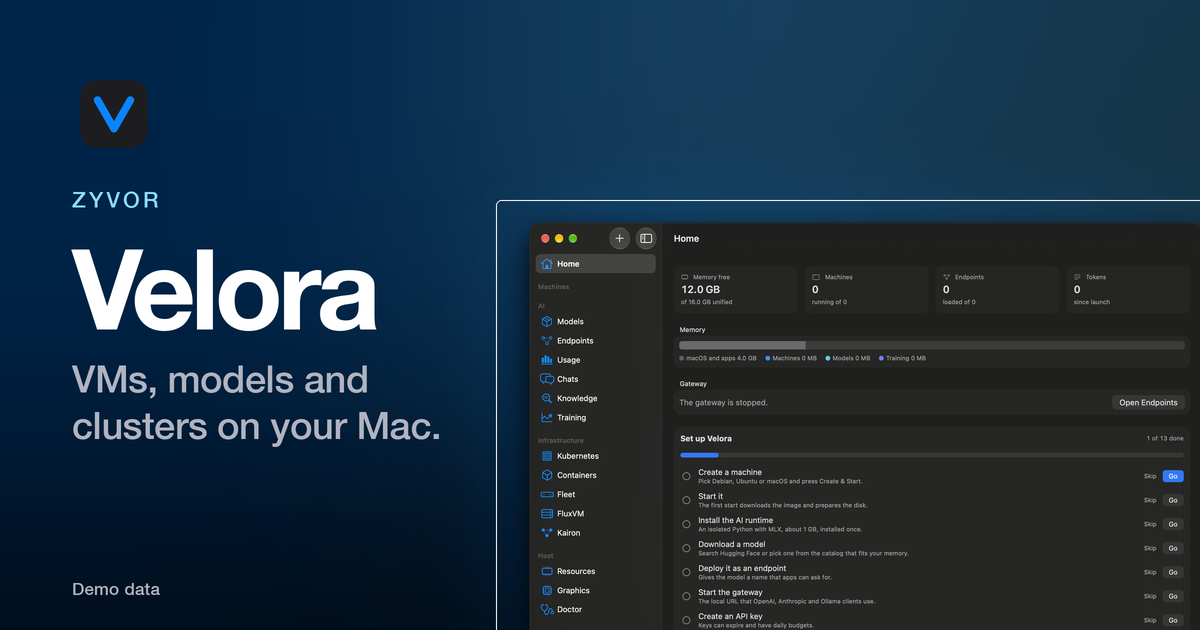 ZYVOR
Velora
VMs, models and
clusters on your Mac.
Demo data
Home
Machines
AI
Models
Endpoints
Usage
Chats
Knowledge
Training
Infrastructure
Kubernetes
Containers
Fleet
FluxVM
Kairon
Host
Resources
Graphics
Doctor
Home
Memory free
12.0 GB
of 16.0 GB unified
Machines
0
running of 0
Endpoints
0
loaded of 0
Tokens
0
since launch
Memory
macOS and apps 4.0 GB Machines 0 MB Models 0 MB Training 0 MB
Gateway
The gateway is stopped. Open Endpoints
Set up Velora 1 of 13 done
Create a machine
Pick Debian, Ubuntu or macOS and press Create & Start.
Skip Go
Start it
The first start downloads the image and prepares the disk.
Skip Go
Install the AI runtime
An isolated Python with MLX, about 1 GB, installed once.
Skip Go
Download a model
Search Hugging Face or pick one from the catalog that fits your memory.
Skip Go
Deploy it as an endpoint
Gives the model a name that apps can ask for.
Skip Go
Start the gateway
The local URL that OpenAI, Anthropic and Ollama clients use.
Skip Go
Create an API key
Keys can expire and have daily budgets.
Skip Go